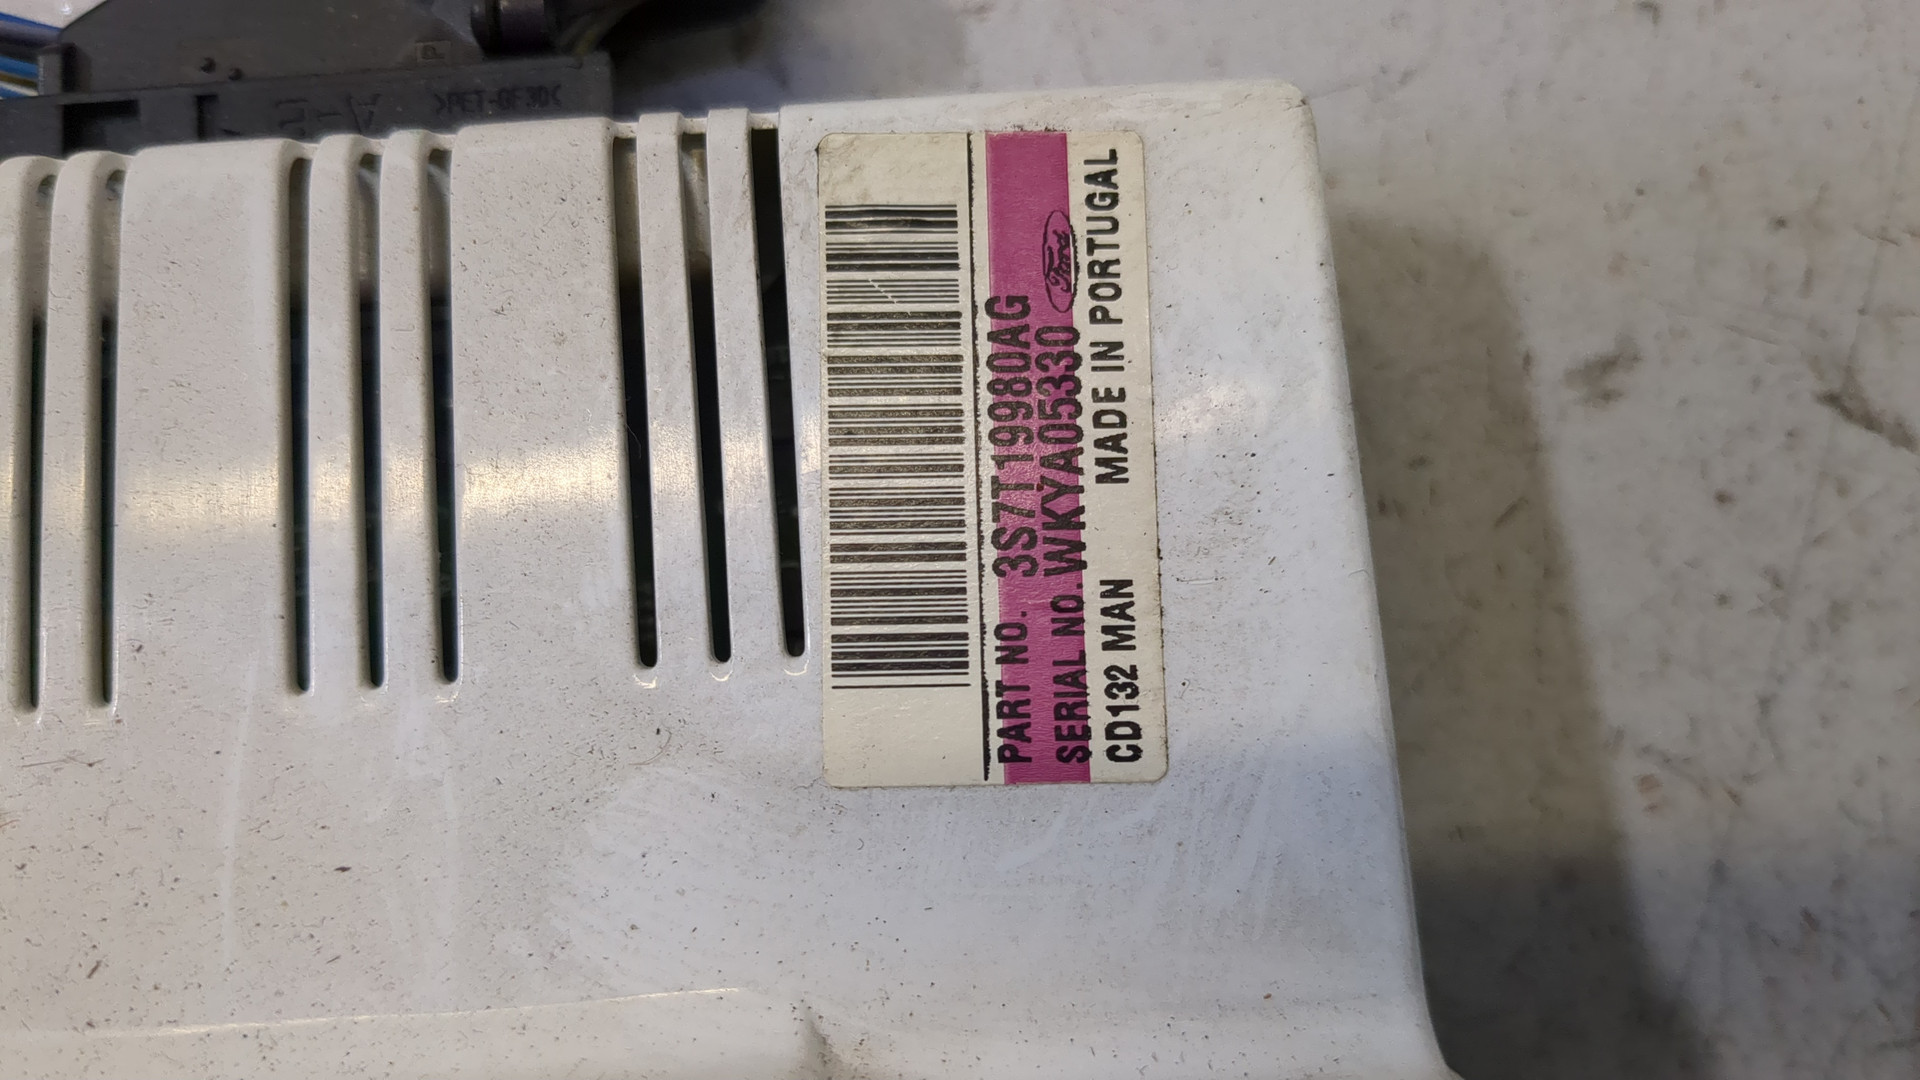 >PET-GF30<
PART NO. 3S7T19980AG
SERIAL NO. WKYA05330 Ford
CD132 MAN MADE IN PORTUGAL